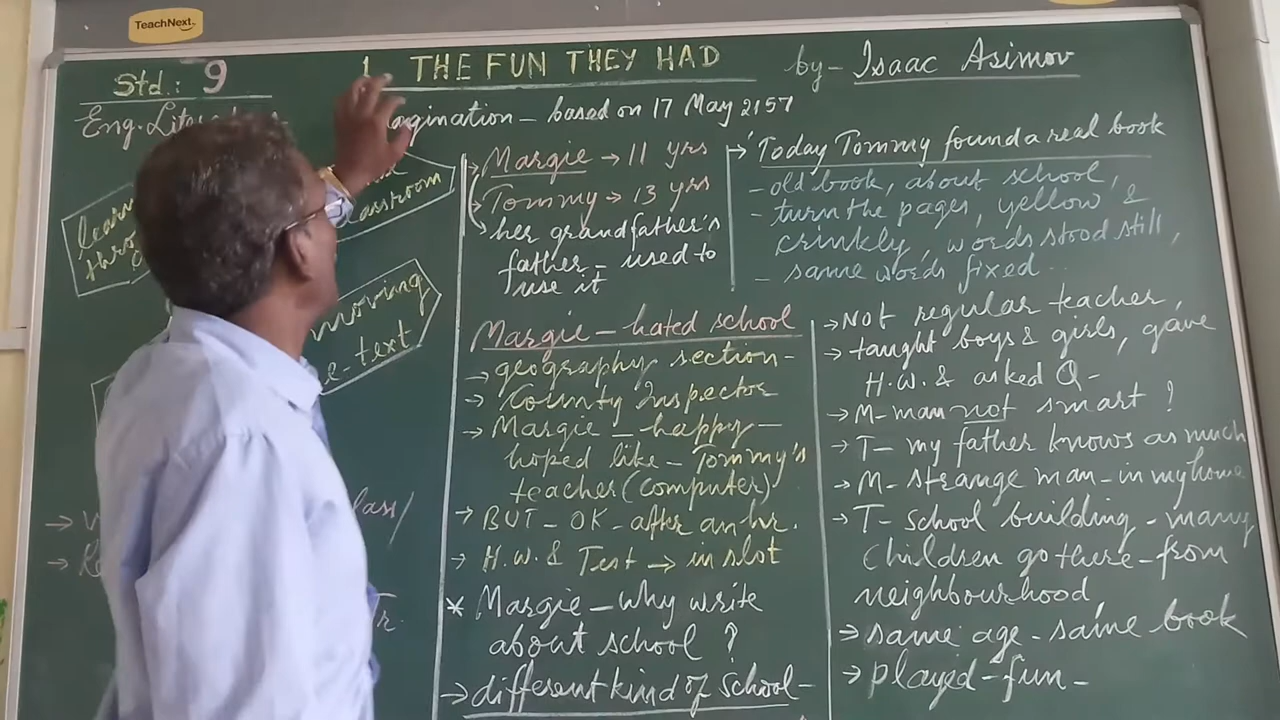 TeachNext
Std.: 9
1. THE FUN THEY HAD
by- Isaac Asimov
Eng.
based on 17 May 2157
Margie → 11 yrs
Tommy → 13 yrs
her grandfather's
father - used to
use it
Today Tommy found a real book
- old book, about school,
- turn the pages, yellow &
crinkly, words stood still,
- same words fixed...
learn
moving
e-text
Margie - hated school
→ geography section -
→ County Inspector
→ Margie - happy -
hoped like - Tommy's
teacher (computer)
→ BUT - OK - after an hr.
→ H.W. & Test → in slot
* Margie - why write
about school ?
→ different kind of school -
→ Not regular teacher,
→ taught boys & girls, gave
H.W. & asked Q -
→ M- man not smart ?
→ T- my father knows as much
→ M- strange man - in my home
→ T- school building - many
children go there - from
neighbourhood,
→ same age - same book
→ played - fun -